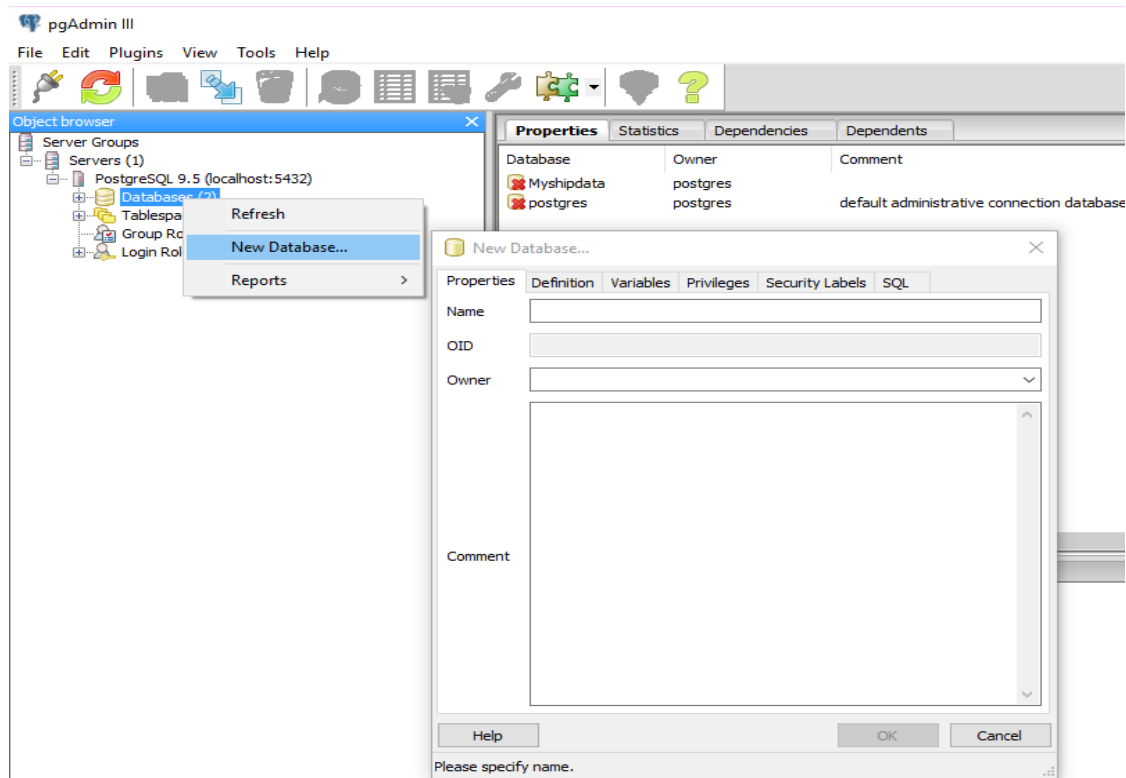 pgAdmin III
File Edit Plugins View Tools Help
Object browser
Server Groups
Servers (1)
PostgreSQL 9.5 (localhost:5432)
Databases (2)
Tablespa
Group Ro
Login Rol
Refresh
New Database...
Reports
Properties Statistics Dependencies Dependents
Database Owner Comment
Myshipdata postgres
postgres postgres default administrative connection database
New Database...
Properties Definition Variables Privileges Security Labels SQL
Name
OID
Owner
Comment
Help OK Cancel
Please specify name.